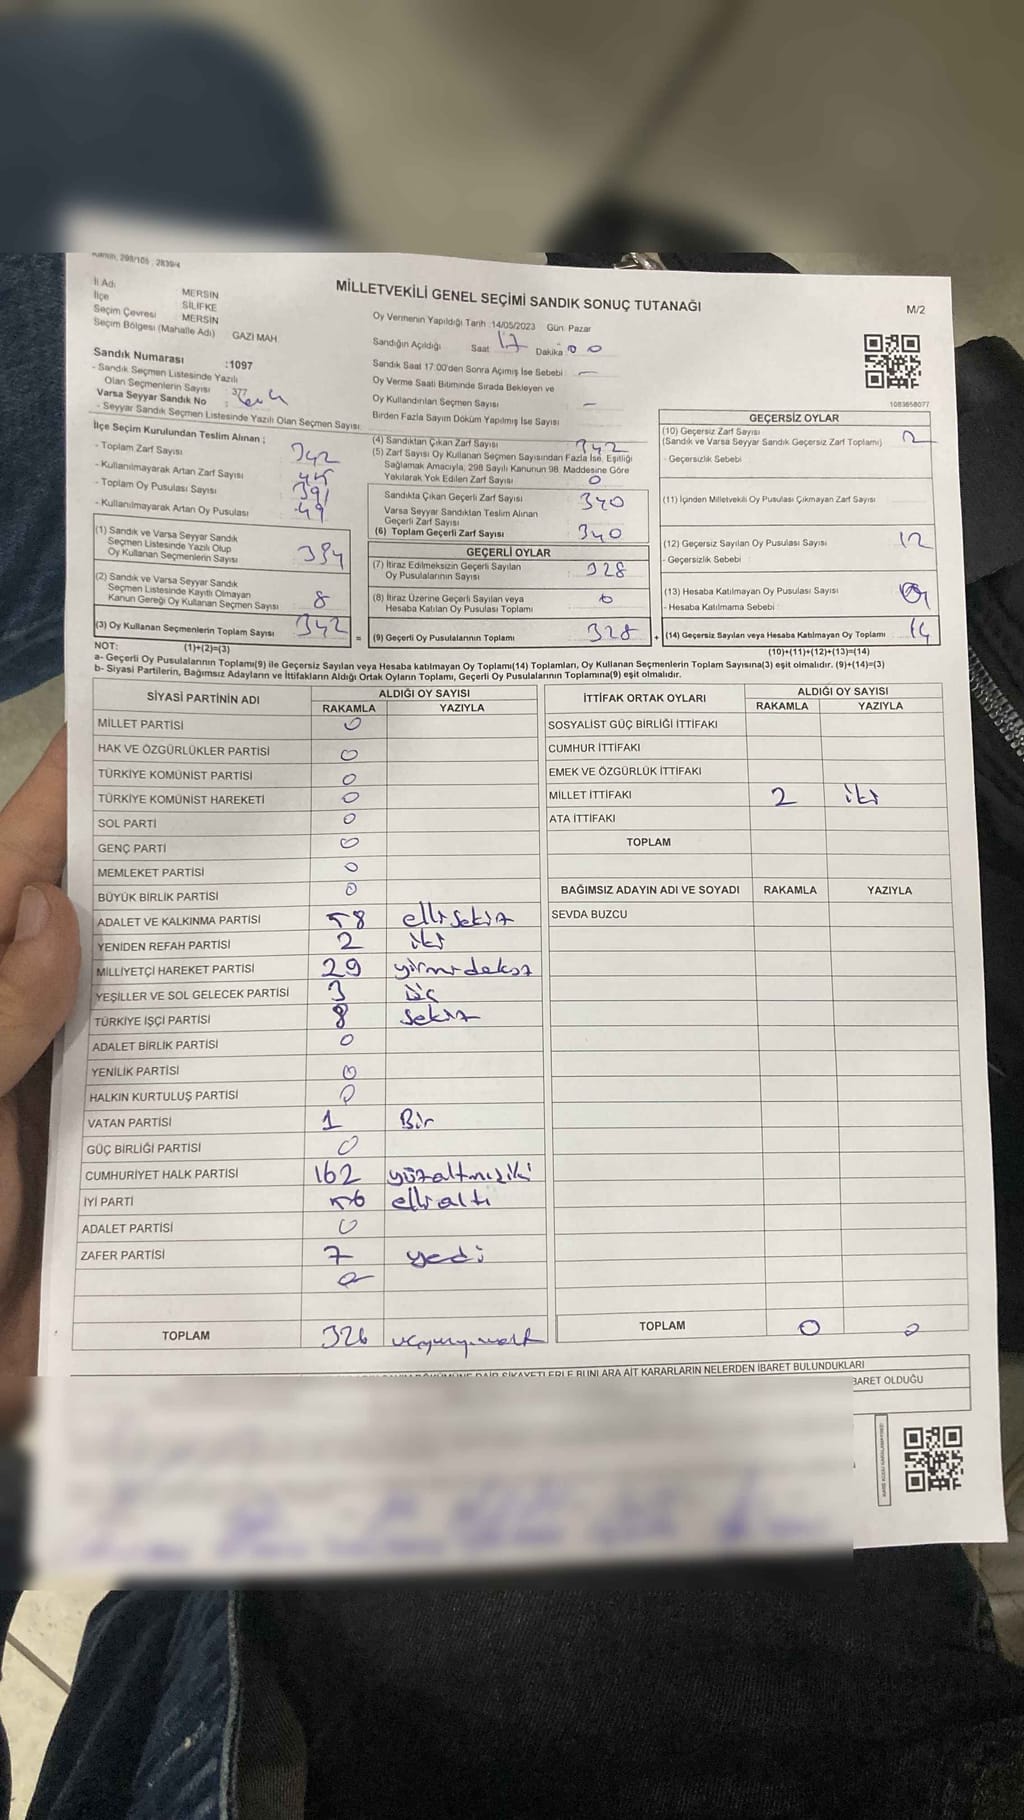 Kanun, 298/105 : 2839/4
MİLLETVEKİLİ GENEL SEÇİMİ SANDIK SONUÇ TUTANAĞI
M/2
İl Adı MERSİN
İlçe SİLİFKE
Seçim Çevresi MERSİN
Seçim Bölgesi (Mahalle Adı) GAZİ MAH
Sandık Numarası :1097
- Sandık Seçmen Listesinde Yazılı
Olan Seçmenlerin Sayısı : 377
Varsa Seyyar Sandık No
- Seyyar Sandık Seçmen Listesinde Yazılı Olan Seçmen Sayısı:
Oy Vermenin Yapıldığı Tarih :14/05/2023 Gün: Pazar
Sandığın Açıldığı Saat 17 Dakika 00
Sandık Saat 17:00'den Sonra Açımış İse Sebebi : —
Oy Verme Saati Bitiminde Sırada Bekleyen ve
Oy Kullandırılan Seçmen Sayısı –
Birden Fazla Sayım Döküm Yapılmış İse Sayısı
1083658077
İlçe Seçim Kurulundan Teslim Alınan ;
- Toplam Zarf Sayısı
- Kullanılmayarak Artan Zarf Sayısı
- Toplam Oy Pusulası Sayısı 391
- Kullanılmayarak Artan Oy Pusulası 49
(1) Sandık ve Varsa Seyyar Sandık
Seçmen Listesinde Yazılı Olup
Oy Kullanan Seçmenlerin Sayısı
(2) Sandık ve Varsa Seyyar Sandık
Seçmen Listesinde Kayıtlı Olmayan
Kanun Gereği Oy Kullanan Seçmen Sayısı 8
(3) Oy Kullanan Seçmenlerin Toplam Sayısı 342
(1)+(2)=(3)
(4) Sandıktan Çıkan Zarf Sayısı 342
(5) Zarf Sayısı Oy Kullanan Seçmen Sayısından Fazla İse, Eşitliği
Sağlamak Amacıyla, 298 Sayılı Kanunun 98. Maddesine Göre
Yakılarak Yok Edilen Zarf Sayısı 0
Sandıkta Çıkan Geçerli Zarf Sayısı 340
Varsa Seyyar Sandıktan Teslim Alınan
Geçerli Zarf Sayısı
(6) Toplam Geçerli Zarf Sayısı 340
GEÇERLİ OYLAR
(7) İtiraz Edilmeksizin Geçerli Sayılan
Oy Pusulalarının Sayısı 328
(8) İtiraz Üzerine Geçerli Sayılan veya
Hesaba Katılan Oy Pusulası Toplamı 0
= (9) Geçerli Oy Pusulalarının Toplamı 328
GEÇERSİZ OYLAR
(10) Geçersiz Zarf Sayısı
(Sandık ve Varsa Seyyar Sandık Geçersiz Zarf Toplamı) 2
- Geçersizlik Sebebi
(11) İçinden Milletvekili Oy Pusulası Çıkmayan Zarf Sayısı
(12) Geçersiz Sayılan Oy Pusulası Sayısı 12
- Geçersizlik Sebebi
(13) Hesaba Katılmayan Oy Pusulası Sayısı
- Hesaba Katılmama Sebebi
+ (14) Geçersiz Sayılan veya Hesaba Katılmayan Oy Toplamı 14
(10)+(11)+(12)+(13)=(14)
NOT:
a- Geçerli Oy Pusulalarının Toplamı(9) ile Geçersiz Sayılan veya Hesaba katılmayan Oy Toplamı(14) Toplamları, Oy Kullanan Seçmenlerin Toplam Sayısına(3) eşit olmalıdır. (9)+(14)=(3)
b- Siyasi Partilerin, Bağımsız Adayların ve İttifakların Aldığı Ortak Oyların Toplamı, Geçerli Oy Pusulalarının Toplamına(9) eşit olmalıdır.
SİYASİ PARTİNİN ADI ALDIĞI OY SAYISI
RAKAMLA YAZIYLA
MİLLET PARTİSİ 0
HAK VE ÖZGÜRLÜKLER PARTİSİ 0
TÜRKİYE KOMÜNİST PARTİSİ 0
TÜRKİYE KOMÜNİST HAREKETİ 0
SOL PARTİ 0
GENÇ PARTİ 0
MEMLEKET PARTİSİ 0
BÜYÜK BİRLİK PARTİSİ 0
ADALET VE KALKINMA PARTİSİ 58 ellisekiz
YENİDEN REFAH PARTİSİ 2 iki
MİLLİYETÇİ HAREKET PARTİSİ 29
YEŞİLLER VE SOL GELECEK PARTİSİ 3 üç
TÜRKİYE İŞÇİ PARTİSİ 8 sekiz
ADALET BİRLİK PARTİSİ 0
YENİLİK PARTİSİ 0
HALKIN KURTULUŞ PARTİSİ 0
VATAN PARTİSİ 1 Bir
GÜÇ BİRLİĞİ PARTİSİ 0
CUMHURİYET HALK PARTİSİ 162 yüzaltmışiki
İYİ PARTİ 56 ellialtı
ADALET PARTİSİ 0
ZAFER PARTİSİ 7 yedi
TOPLAM 326
İTTİFAK ORTAK OYLARI ALDIĞI OY SAYISI
RAKAMLA YAZIYLA
SOSYALİST GÜÇ BİRLİĞİ İTTİFAKI
CUMHUR İTTİFAKI
EMEK VE ÖZGÜRLÜK İTTİFAKI
MİLLET İTTİFAKI 2 iki
ATA İTTİFAKI
TOPLAM
BAĞIMSIZ ADAYIN ADI VE SOYADI RAKAMLA YAZIYLA
SEVDA BUZCU
TOPLAM 0 0
DAİR ŞİKAYETLERLE BUNLARA AİT KARARLARIN NELERDEN İBARET BULUNDUKLARI
BARET OLDUĞU